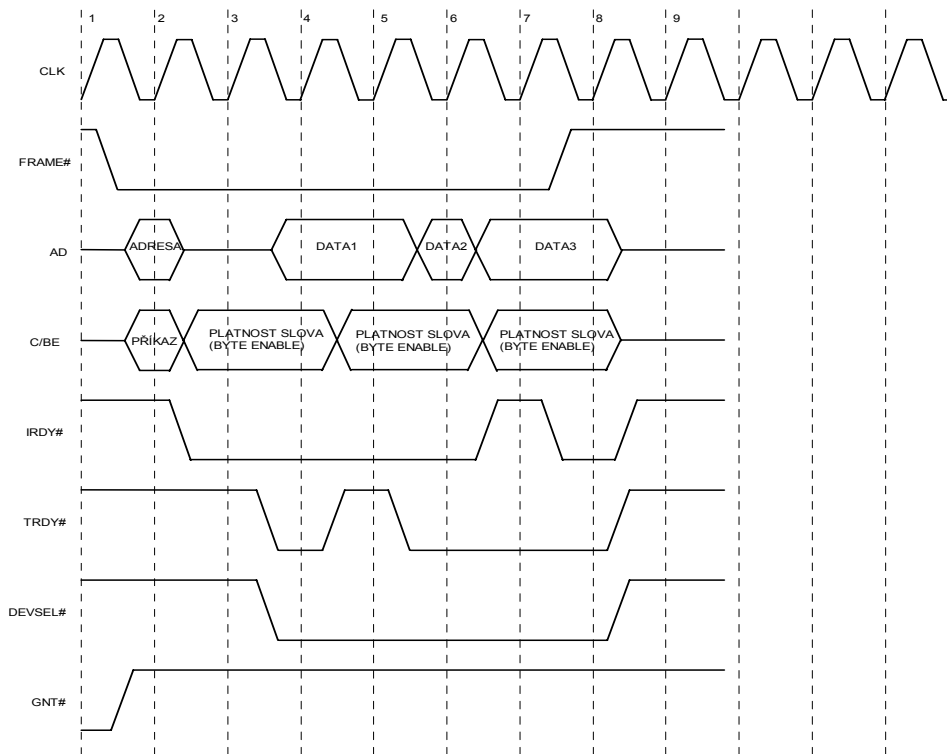 1 2 3 4 5 6 7 8 9
CLK
FRAME#
AD
ADRESA
DATA1
DATA2
DATA3
C/BE
PŘÍKAZ
PLATNOST SLOVA
(BYTE ENABLE)
PLATNOST SLOVA
(BYTE ENABLE)
PLATNOST SLOVA
(BYTE ENABLE)
IRDY#
TRDY#
DEVSEL#
GNT#